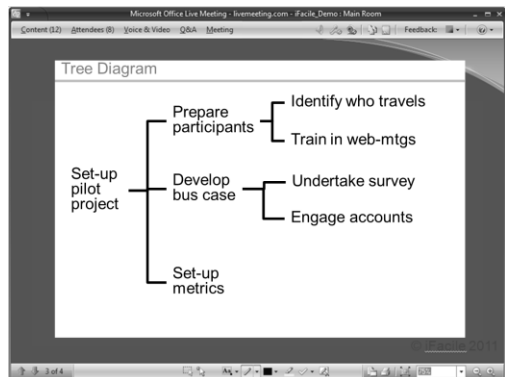 Microsoft Office Live Meeting - livemeeting.com - iFacile_Demo : Main Room
Content (12) Attendees (8) Voice & Video Q&A Meeting Feedback:
Tree Diagram
Set-up
pilot
project
Prepare
participants
Identify who travels
Train in web-mtgs
Develop
bus case
Undertake survey
Engage accounts
Set-up
metrics
© iFacile 2011
3 of 4